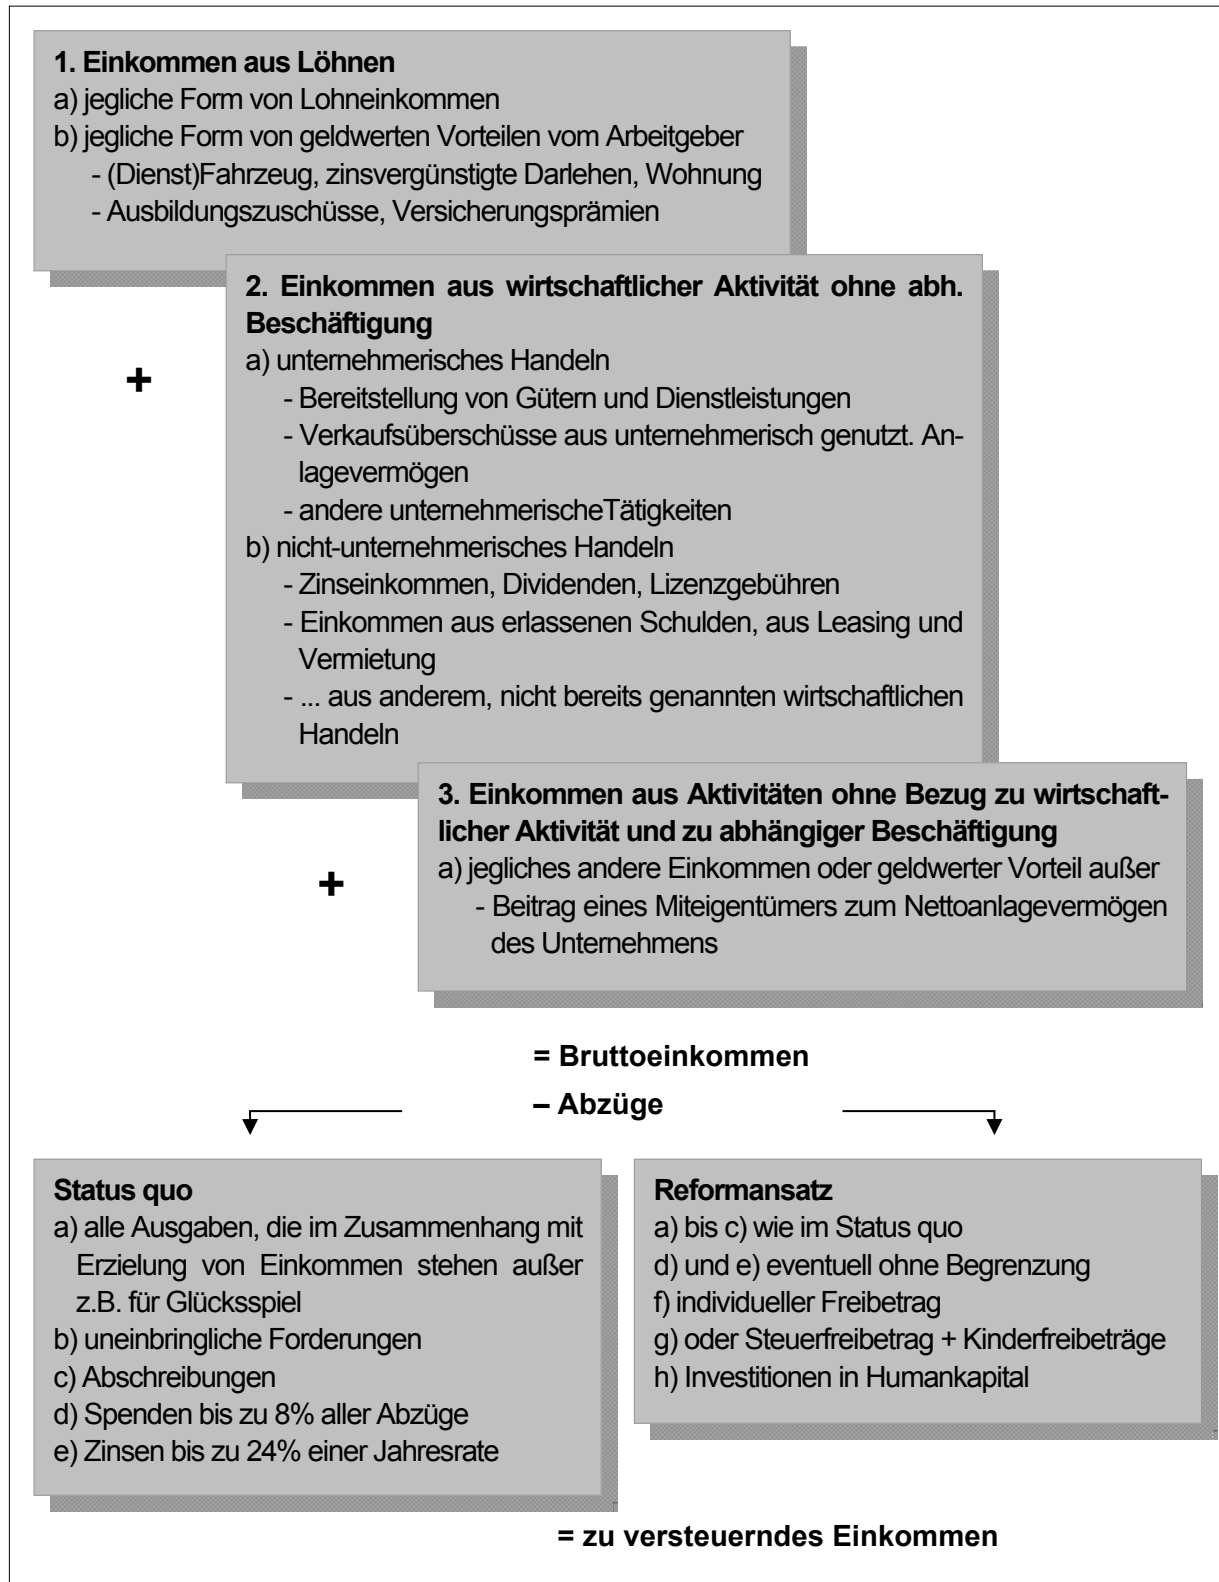 1. Einkommen aus Löhnen
a) jegliche Form von Lohneinkommen
b) jegliche Form von geldwerten Vorteilen vom Arbeitgeber
- (Dienst)Fahrzeug, zinsvergünstigte Darlehen, Wohnung
- Ausbildungszuschüsse, Versicherungsprämien
+
2. Einkommen aus wirtschaftlicher Aktivität ohne abh.
Beschäftigung
a) unternehmerisches Handeln
- Bereitstellung von Gütern und Dienstleistungen
- Verkaufsüberschüsse aus unternehmerisch genutzt. An-
lagevermögen
- andere unternehmerischeTätigkeiten
b) nicht-unternehmerisches Handeln
- Zinseinkommen, Dividenden, Lizenzgebühren
- Einkommen aus erlassenen Schulden, aus Leasing und
Vermietung
- ... aus anderem, nicht bereits genannten wirtschaftlichen
Handeln
+
3. Einkommen aus Aktivitäten ohne Bezug zu wirtschaft-
licher Aktivität und zu abhängiger Beschäftigung
a) jegliches andere Einkommen oder geldwerter Vorteil außer
- Beitrag eines Miteigentümers zum Nettoanlagevermögen
des Unternehmens
= Bruttoeinkommen
– Abzüge
Status quo
a) alle Ausgaben, die im Zusammenhang mit
Erzielung von Einkommen stehen außer
z.B. für Glücksspiel
b) uneinbringliche Forderungen
c) Abschreibungen
d) Spenden bis zu 8% aller Abzüge
e) Zinsen bis zu 24% einer Jahresrate
Reformansatz
a) bis c) wie im Status quo
d) und e) eventuell ohne Begrenzung
f) individueller Freibetrag
g) oder Steuerfreibetrag + Kinderfreibeträge
h) Investitionen in Humankapital
= zu versteuerndes Einkommen